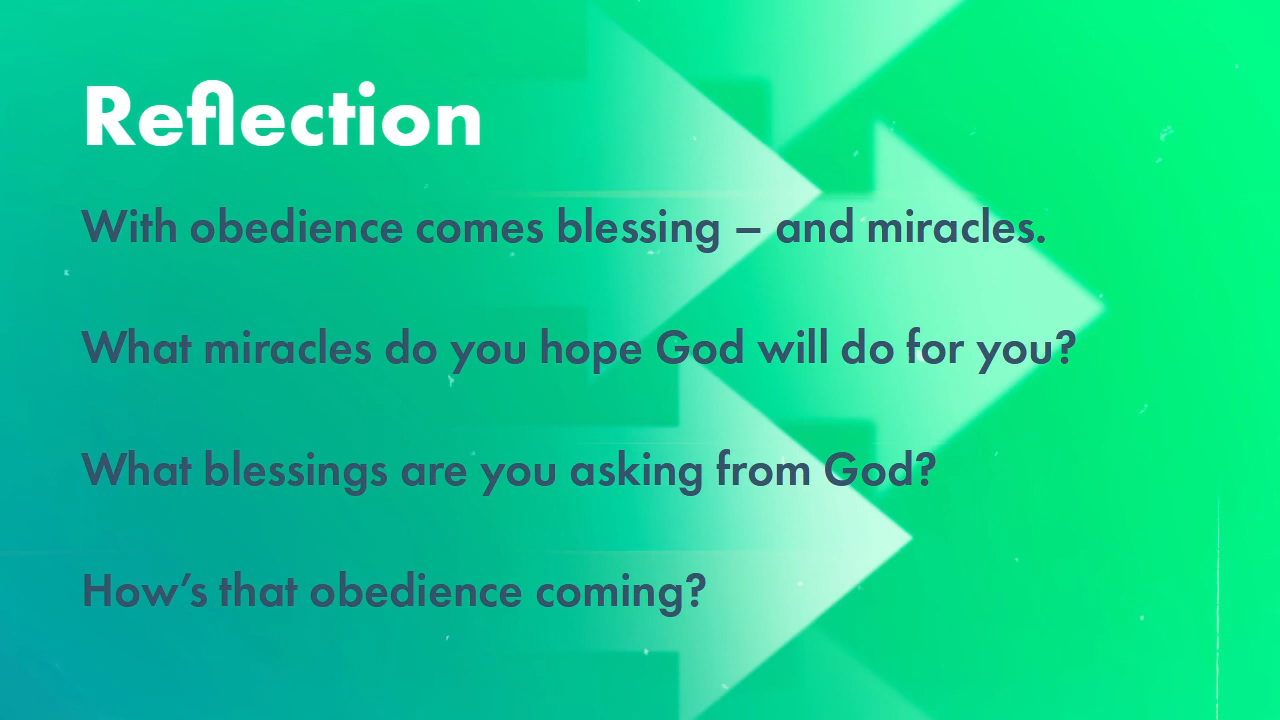 Reflection
With obedience comes blessing – and miracles.
What miracles do you hope God will do for you?
What blessings are you asking from God?
How’s that obedience coming?